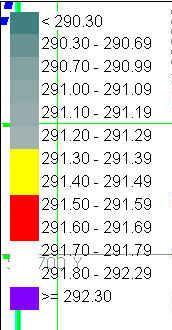 < 290.30
290.30 - 290.69
290.70 - 290.99
291.00 - 291.09
291.10 - 291.19
291.20 - 291.29
291.30 - 291.39
291.40 - 291.49
291.50 - 291.59
291.60 - 291.69
291.70 - 291.79
700 Y
291.80 - 292.29
>= 292.30